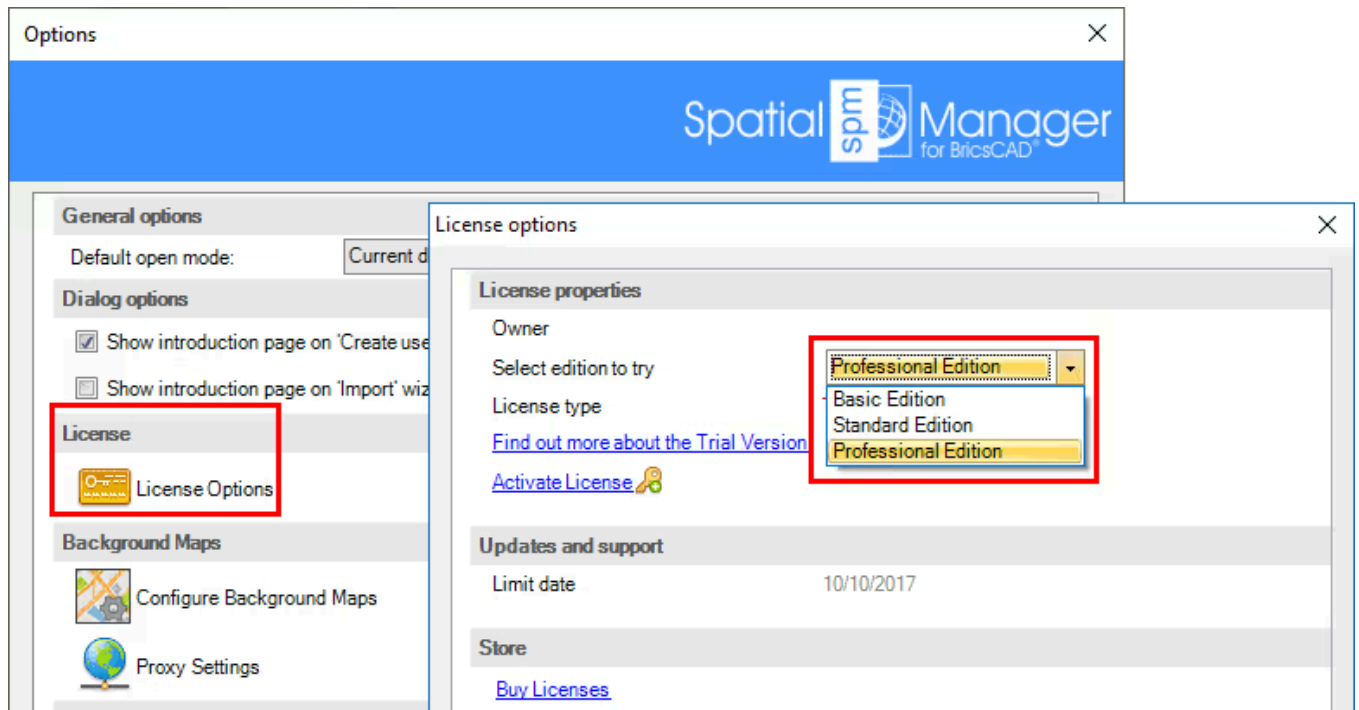 Options
Spatial spm Manager
for BricsCAD®
General options
Default open mode:
Current d
Dialog options
Show introduction page on 'Create use
Show introduction page on 'Import' wiz
License
License Options
Background Maps
Configure Background Maps
Proxy Settings
License options
License properties
Owner
Select edition to try
Professional Edition
Basic Edition
Standard Edition
Professional Edition
License type
Find out more about the Trial Version
Activate License
Updates and support
Limit date
10/10/2017
Store
Buy Licenses